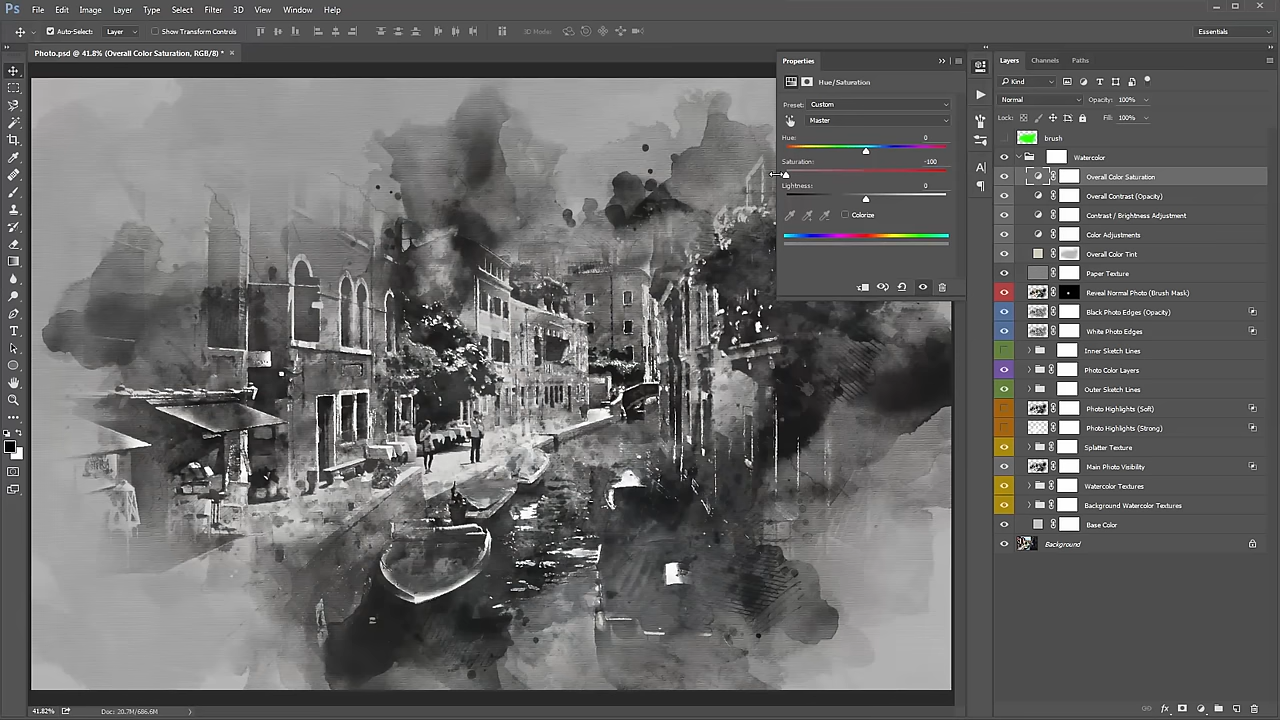 Ps File Edit Image Layer Type Select Filter 3D View Window Help
Auto-Select: Layer Show Transform Controls 3D Mode: Essentials
Photo.psd @ 41.8% (Overall Color Saturation, RGB/8) * ×
Properties
Hue/Saturation
Preset: Custom
Master
Hue: 0
Saturation: -100
Lightness: 0
Colorize
Layers Channels Paths
Kind
Normal Opacity: 100%
Lock: Fill: 100%
brush
Watercolor
Overall Color Saturation
Overall Contrast (Opacity)
Contrast / Brightness Adjustment
Color Adjustments
Overall Color Tint
Paper Texture
Reveal Normal Photo (Brush Mask)
Black Photo Edges (Opacity)
White Photo Edges
Inner Sketch Lines
Photo Color Layers
Outer Sketch Lines
Photo Highlights (Soft)
Photo Highlights (Strong)
Splatter Texture
Main Photo Visibility
Watercolor Textures
Background Watercolor Textures
Base Color
Background
41.82% Doc: 20.7M/686.6M